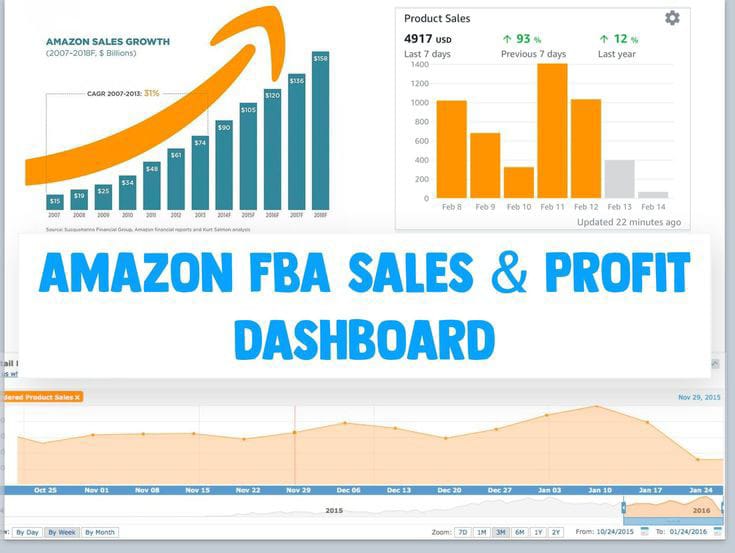 AMAZON SALES GROWTH
(2007-2018F, $ Billions)
CAGR 2007-2013: 31%
$15 $19 $25 $34 $48 $61 $74 $90 $105 $120 $136 $158
2007 2008 2009 2010 2011 2012 2013 2014F 2015F 2016F 2017F 2018F
Source: Susquehanna Financial Group, Amazon financial reports and Kurt Salmon analysis
Product Sales
4917 USD ↑ 93 % ↑ 12 %
Last 7 days Previous 7 days Last year
1400
1200
1000
800
600
400
200
0
Feb 8 Feb 9 Feb 10 Feb 11 Feb 12 Feb 13 Feb 14
Updated 22 minutes ago
AMAZON FBA SALES & PROFIT
DASHBOARD
dered Product Sales X
Nov 29, 2015
Oct 25 Nov 01 Nov 08 Nov 15 Nov 22 Nov 29 Dec 06 Dec 13 Dec 20 Dec 27 Jan 03 Jan 10 Jan 17 Jan 24
2015 2016
By Day By Week By Month Zoom: 7D 1M 3M 6M 1Y 2Y From: 10/24/2015 To: 01/24/2016